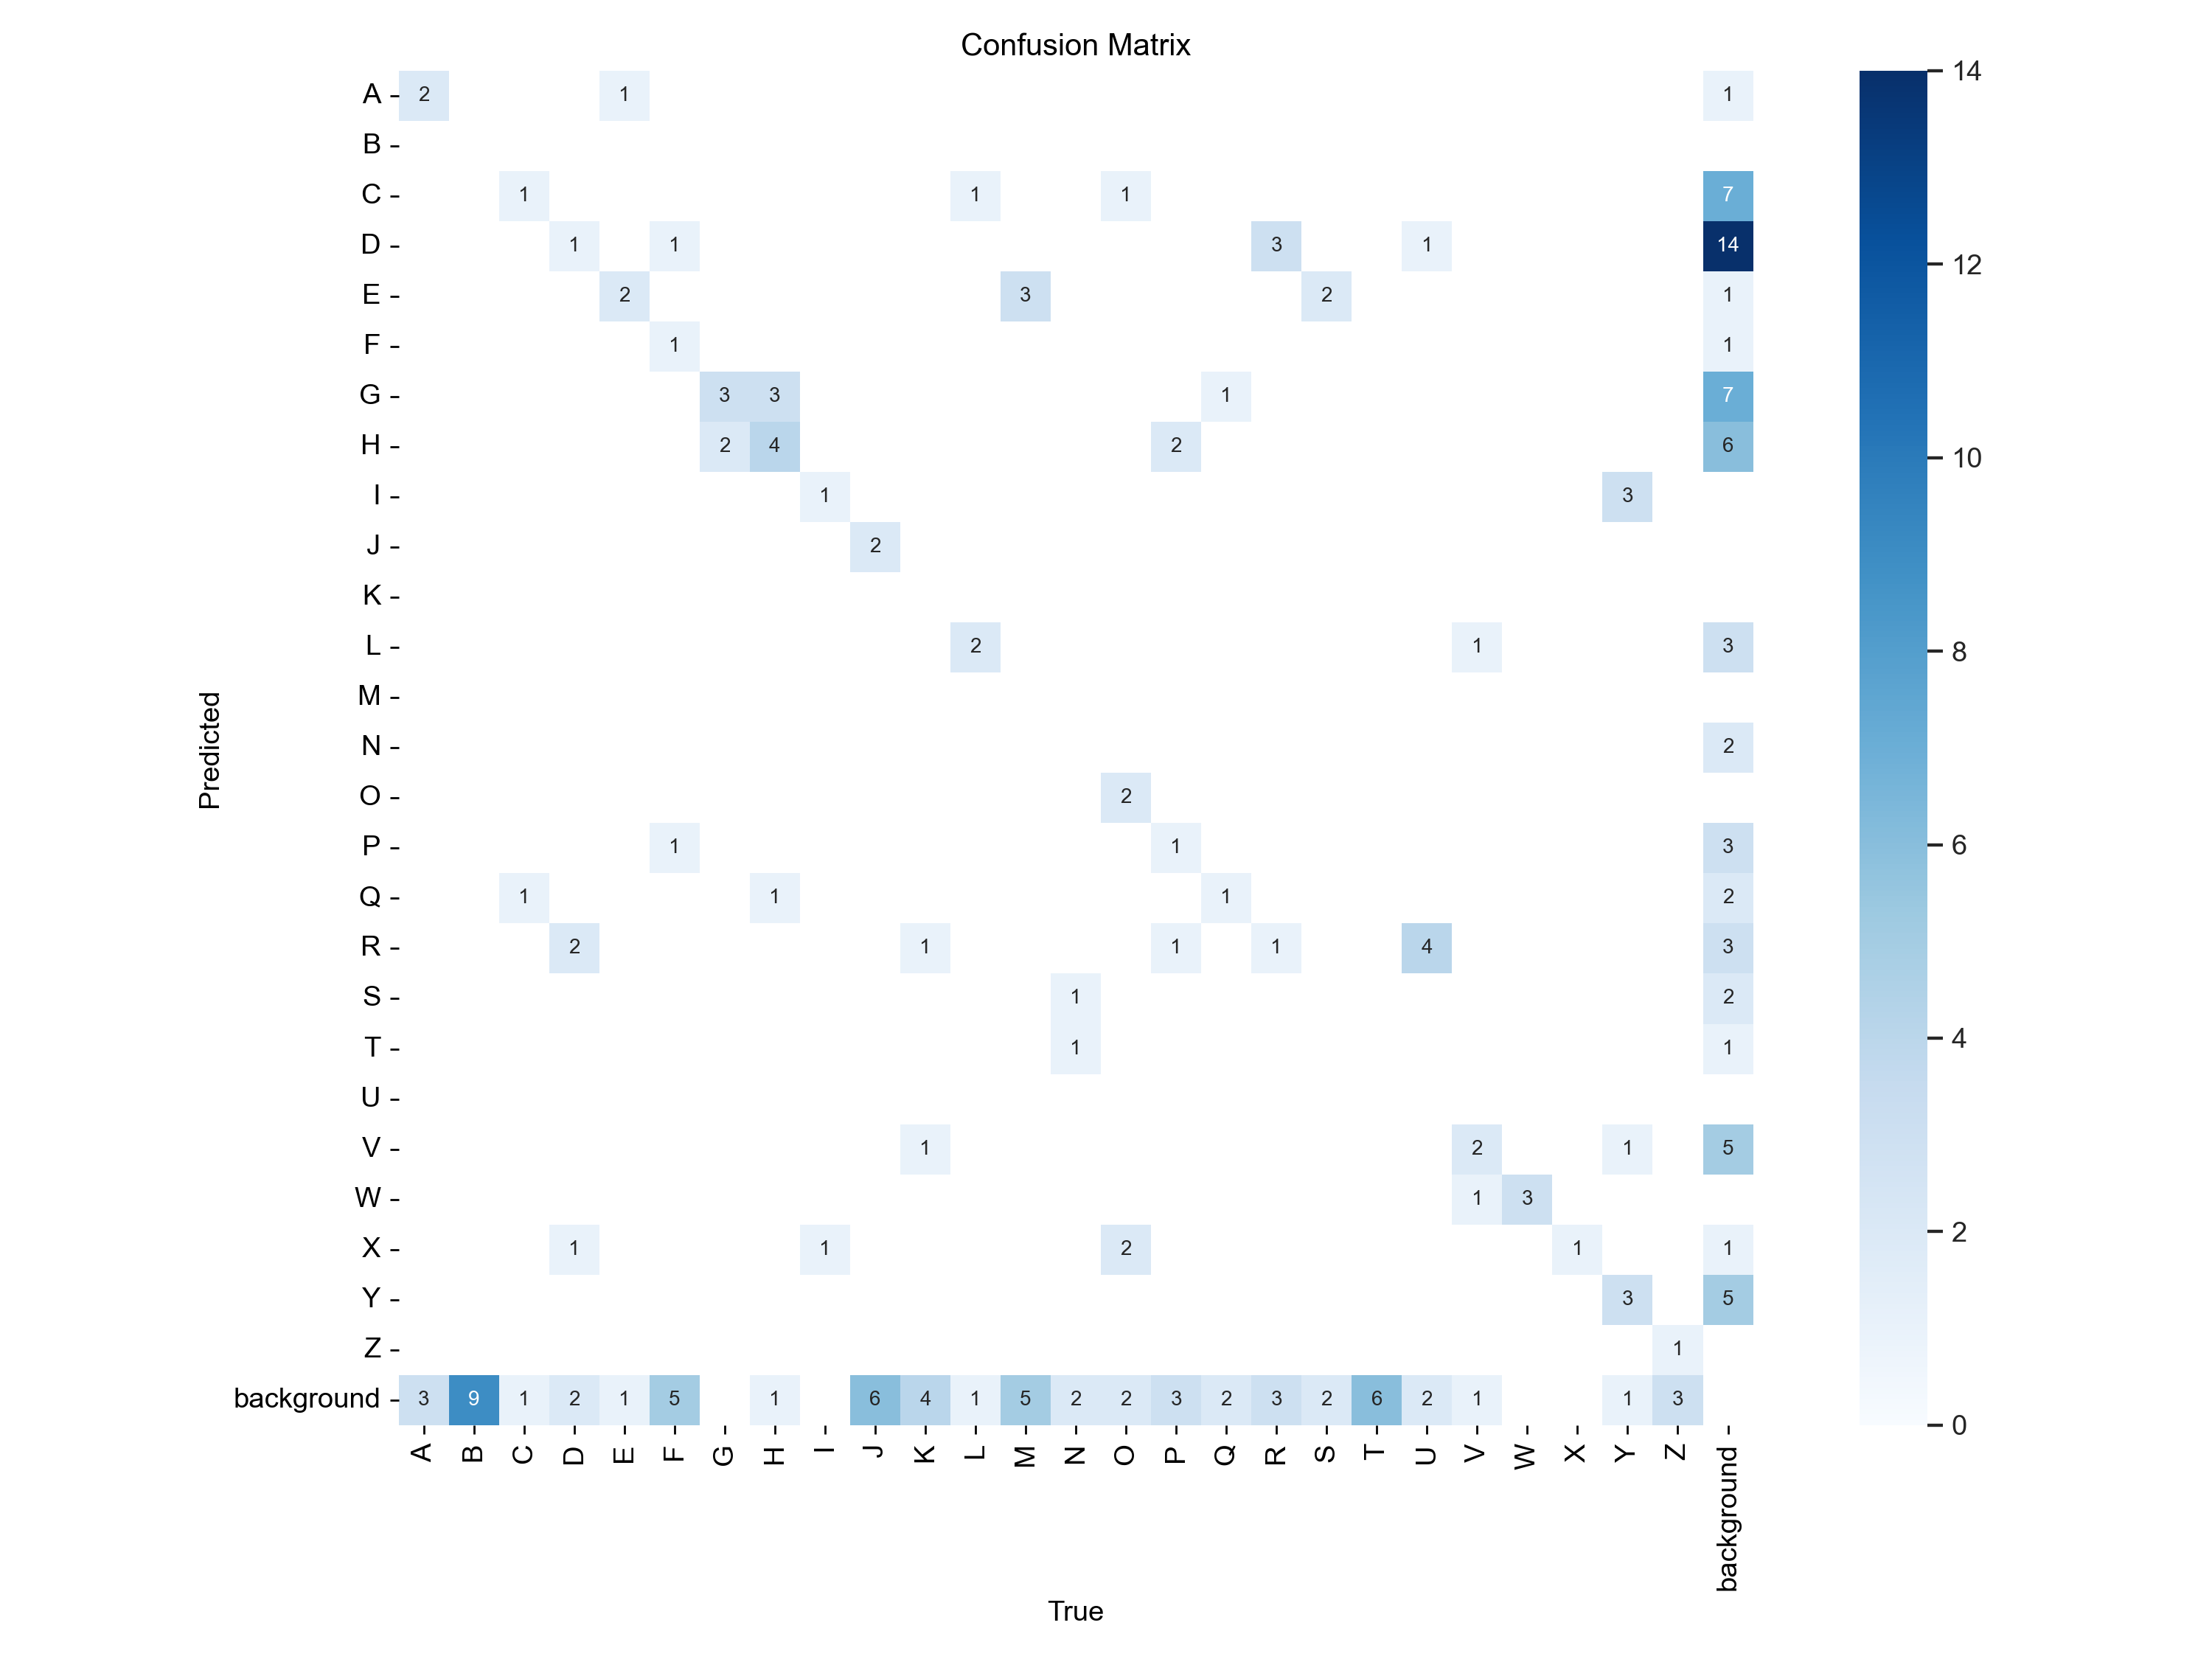 Confusion Matrix
A 2 1 1
B
C 1 1 1 7
D 1 1 3 1 14
E 2 3 2 1
F 1 1
G 3 3 1 7
H 2 4 2 6
I 1 3
J 2
K
L 2 1 3
M
N 2
O 2
P 1 1 3
Q 1 1 1 2
R 2 1 1 1 4 3
S 1 2
T 1 1
U
V 1 2 1 5
W 1 3
X 1 1 2 1 1
Y 3 5
Z 1
background 3 9 1 2 1 5 1 6 4 1 5 2 2 3 2 3 2 6 2 1 1 3
A B C D E F G H I J K L M N O P Q R S T U V W X Y Z background
True
Predicted
14
12
10
8
6
4
2
0